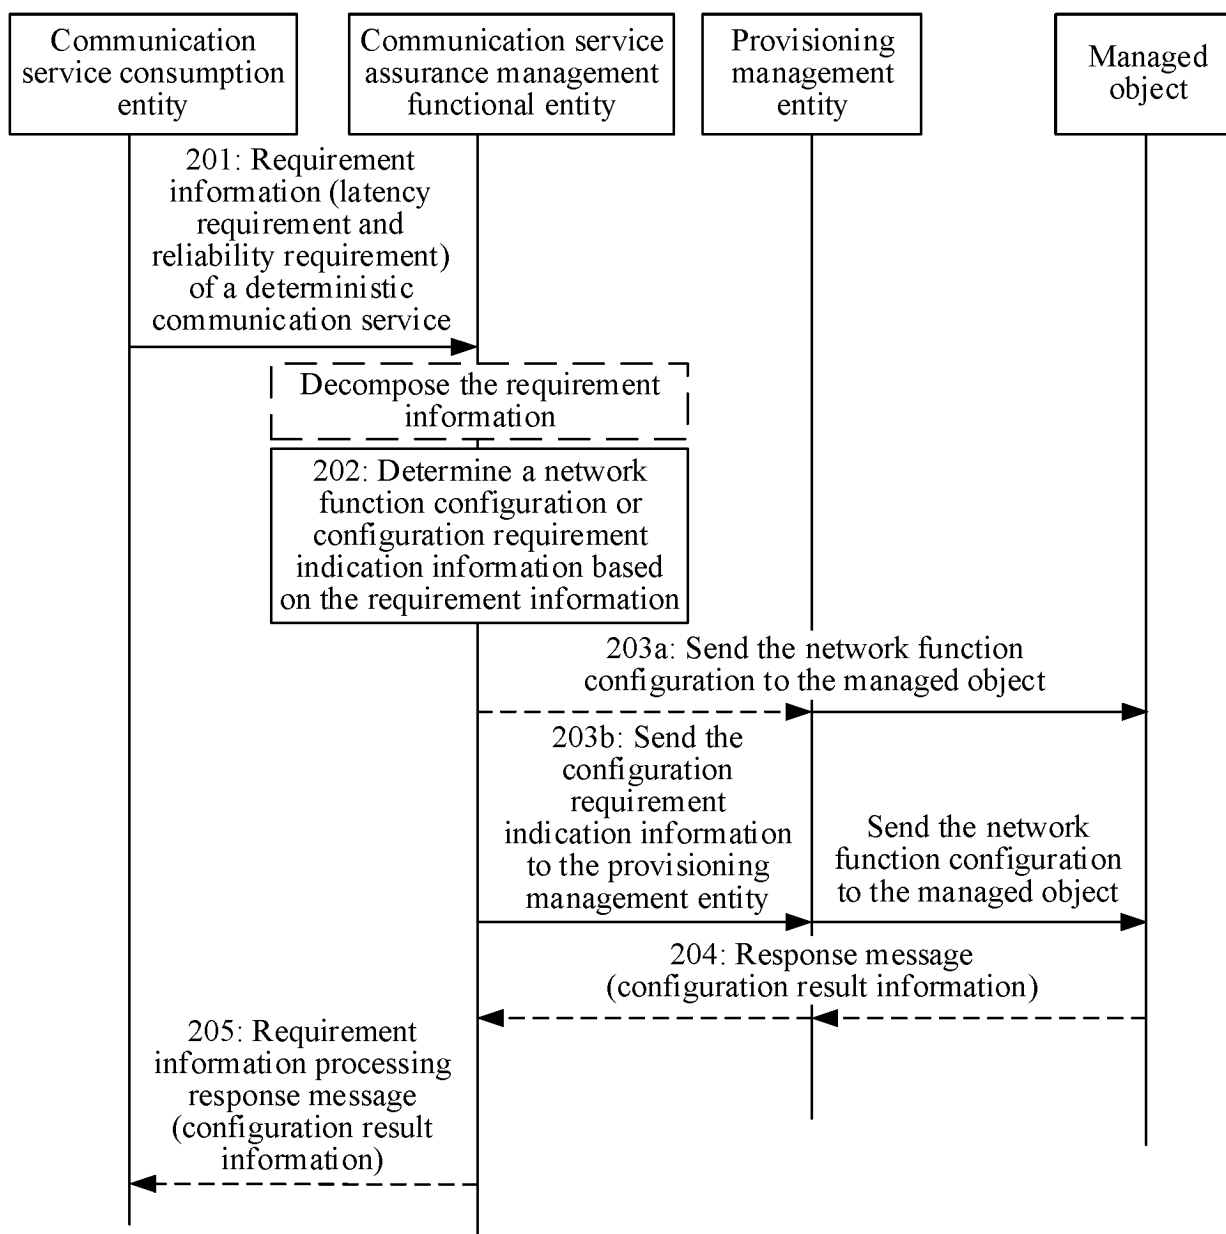 Communication
service consumption
entity
Communication service
assurance management
functional entity
Provisioning
management
entity
Managed
object
201: Requirement
information (latency
requirement and
reliability requirement)
of a deterministic
communication service
Decompose the requirement
information
202: Determine a network
function configuration or
configuration requirement
indication information based
on the requirement information
203a: Send the network function
configuration to the managed object
203b: Send the
configuration
requirement
indication information
to the provisioning
management entity
Send the network
function configuration
to the managed object
204: Response message
(configuration result information)
205: Requirement
information processing
response message
(configuration result
information)